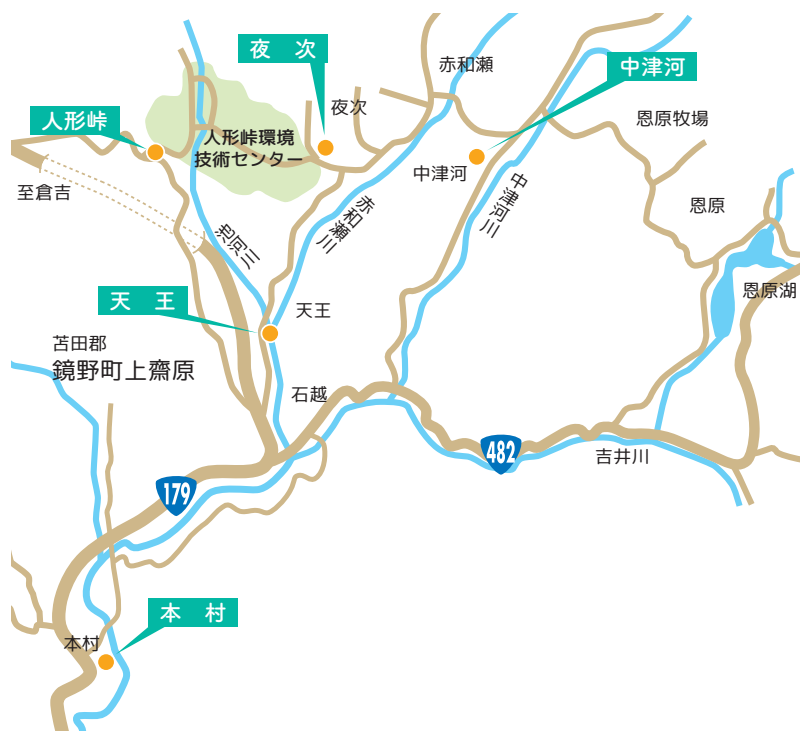 夜 次
赤和瀬
中津河
人形峠
夜次
恩原牧場
人形峠環境
技術センター
中津河
至倉吉
中津河川
恩原
赤和瀬川
池河川
恩原湖
天 王
天王
苫田郡
鏡野町上齋原
石越
482
吉井川
179
本 村
本村